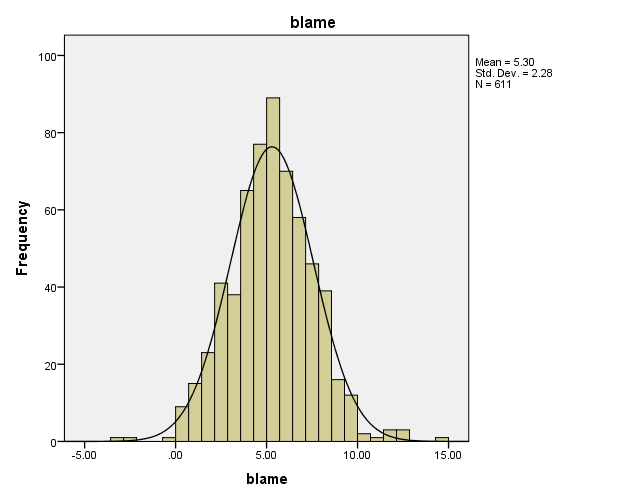 blame
100
80
60
40
20
0
Frequency
-5.00
.00
5.00
10.00
15.00
blame
Mean = 5.30
Std. Dev. = 2.28
N = 611